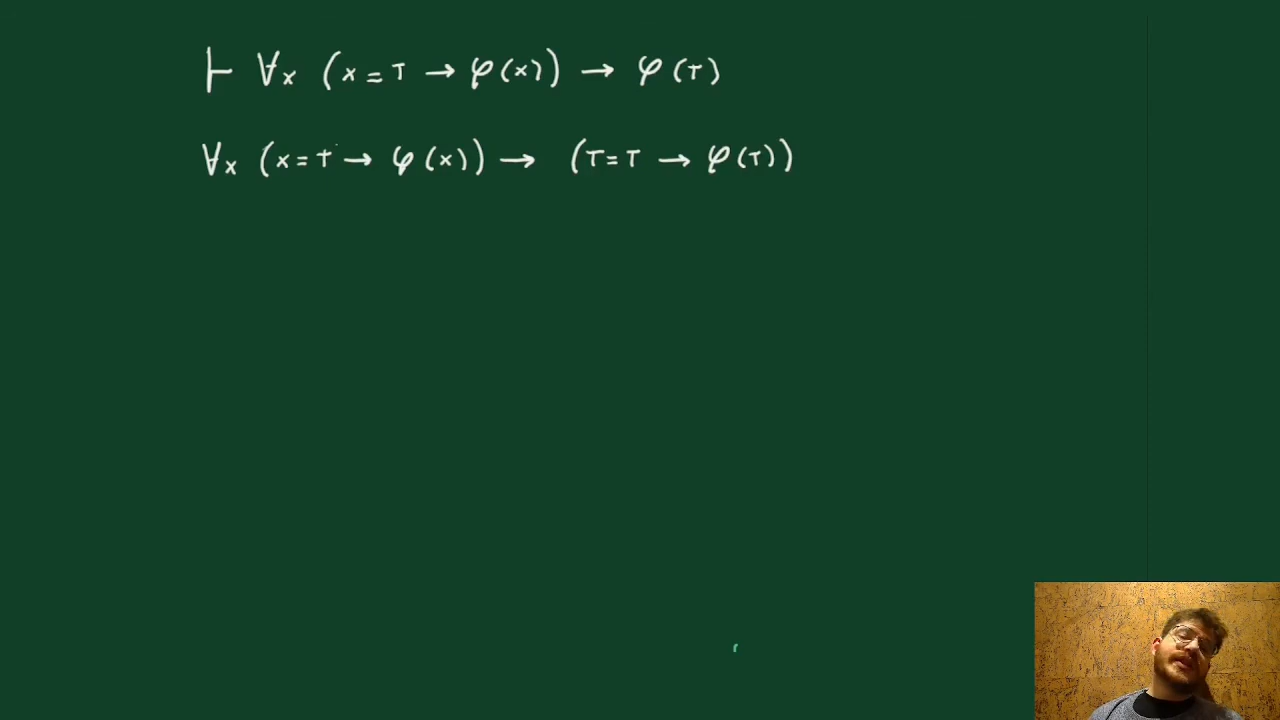 ⊢ ∀x (x = τ → φ(x)) → φ(τ)
∀x (x = τ → φ(x)) → (τ = τ → φ(τ))